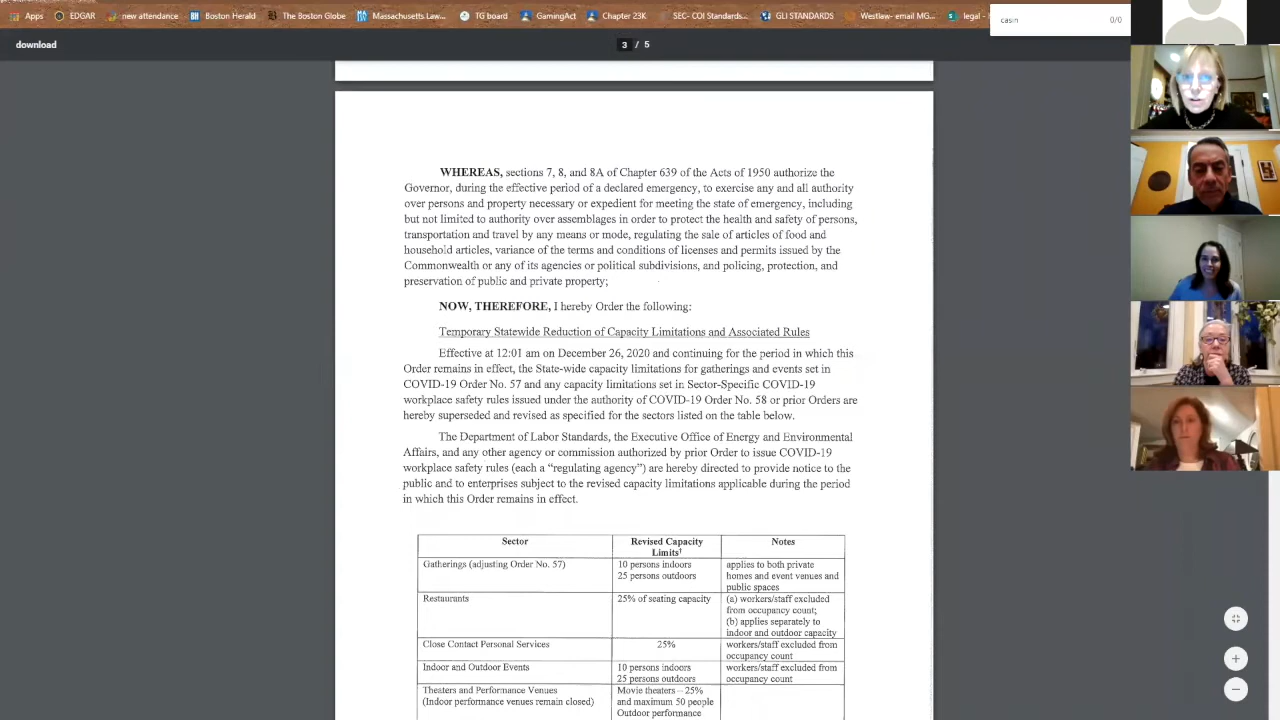 Apps
EDGAR
new attendance
Boston Herald
The Boston Globe
Massachusetts Law...
TG board
GamingAct
Chapter 23K
SEC- COI Standards...
GLI STANDARDS
Westlaw- email MG...
legal -
casin 0/0
download
3 / 5
WHEREAS, sections 7, 8, and 8A of Chapter 639 of the Acts of 1950 authorize the
Governor, during the effective period of a declared emergency, to exercise any and all authority
over persons and property necessary or expedient for meeting the state of emergency, including
but not limited to authority over assemblages in order to protect the health and safety of persons,
transportation and travel by any means or mode, regulating the sale of articles of food and
household articles, variance of the terms and conditions of licenses and permits issued by the
Commonwealth or any of its agencies or political subdivisions, and policing, protection, and
preservation of public and private property;
NOW, THEREFORE, I hereby Order the following:
Temporary Statewide Reduction of Capacity Limitations and Associated Rules
Effective at 12:01 am on December 26, 2020 and continuing for the period in which this
Order remains in effect, the State-wide capacity limitations for gatherings and events set in
COVID-19 Order No. 57 and any capacity limitations set in Sector-Specific COVID-19
workplace safety rules issued under the authority of COVID-19 Order No. 58 or prior Orders are
hereby superseded and revised as specified for the sectors listed on the table below.
The Department of Labor Standards, the Executive Office of Energy and Environmental
Affairs, and any other agency or commission authorized by prior Order to issue COVID-19
workplace safety rules (each a “regulating agency”) are hereby directed to provide notice to the
public and to enterprises subject to the revised capacity limitations applicable during the period
in which this Order remains in effect.
Sector
Revised Capacity
Limits†
Notes
Gatherings (adjusting Order No. 57)
10 persons indoors
25 persons outdoors
applies to both private
homes and event venues and
public spaces
Restaurants
25% of seating capacity
(a) workers/staff excluded
from occupancy count;
(b) applies separately to
indoor and outdoor capacity
Close Contact Personal Services
25%
workers/staff excluded from
occupancy count
Indoor and Outdoor Events
10 persons indoors
25 persons outdoors
workers/staff excluded from
occupancy count
Theaters and Performance Venues
(Indoor performance venues remain closed)
Movie theaters – 25%
and maximum 50 people
Outdoor performance